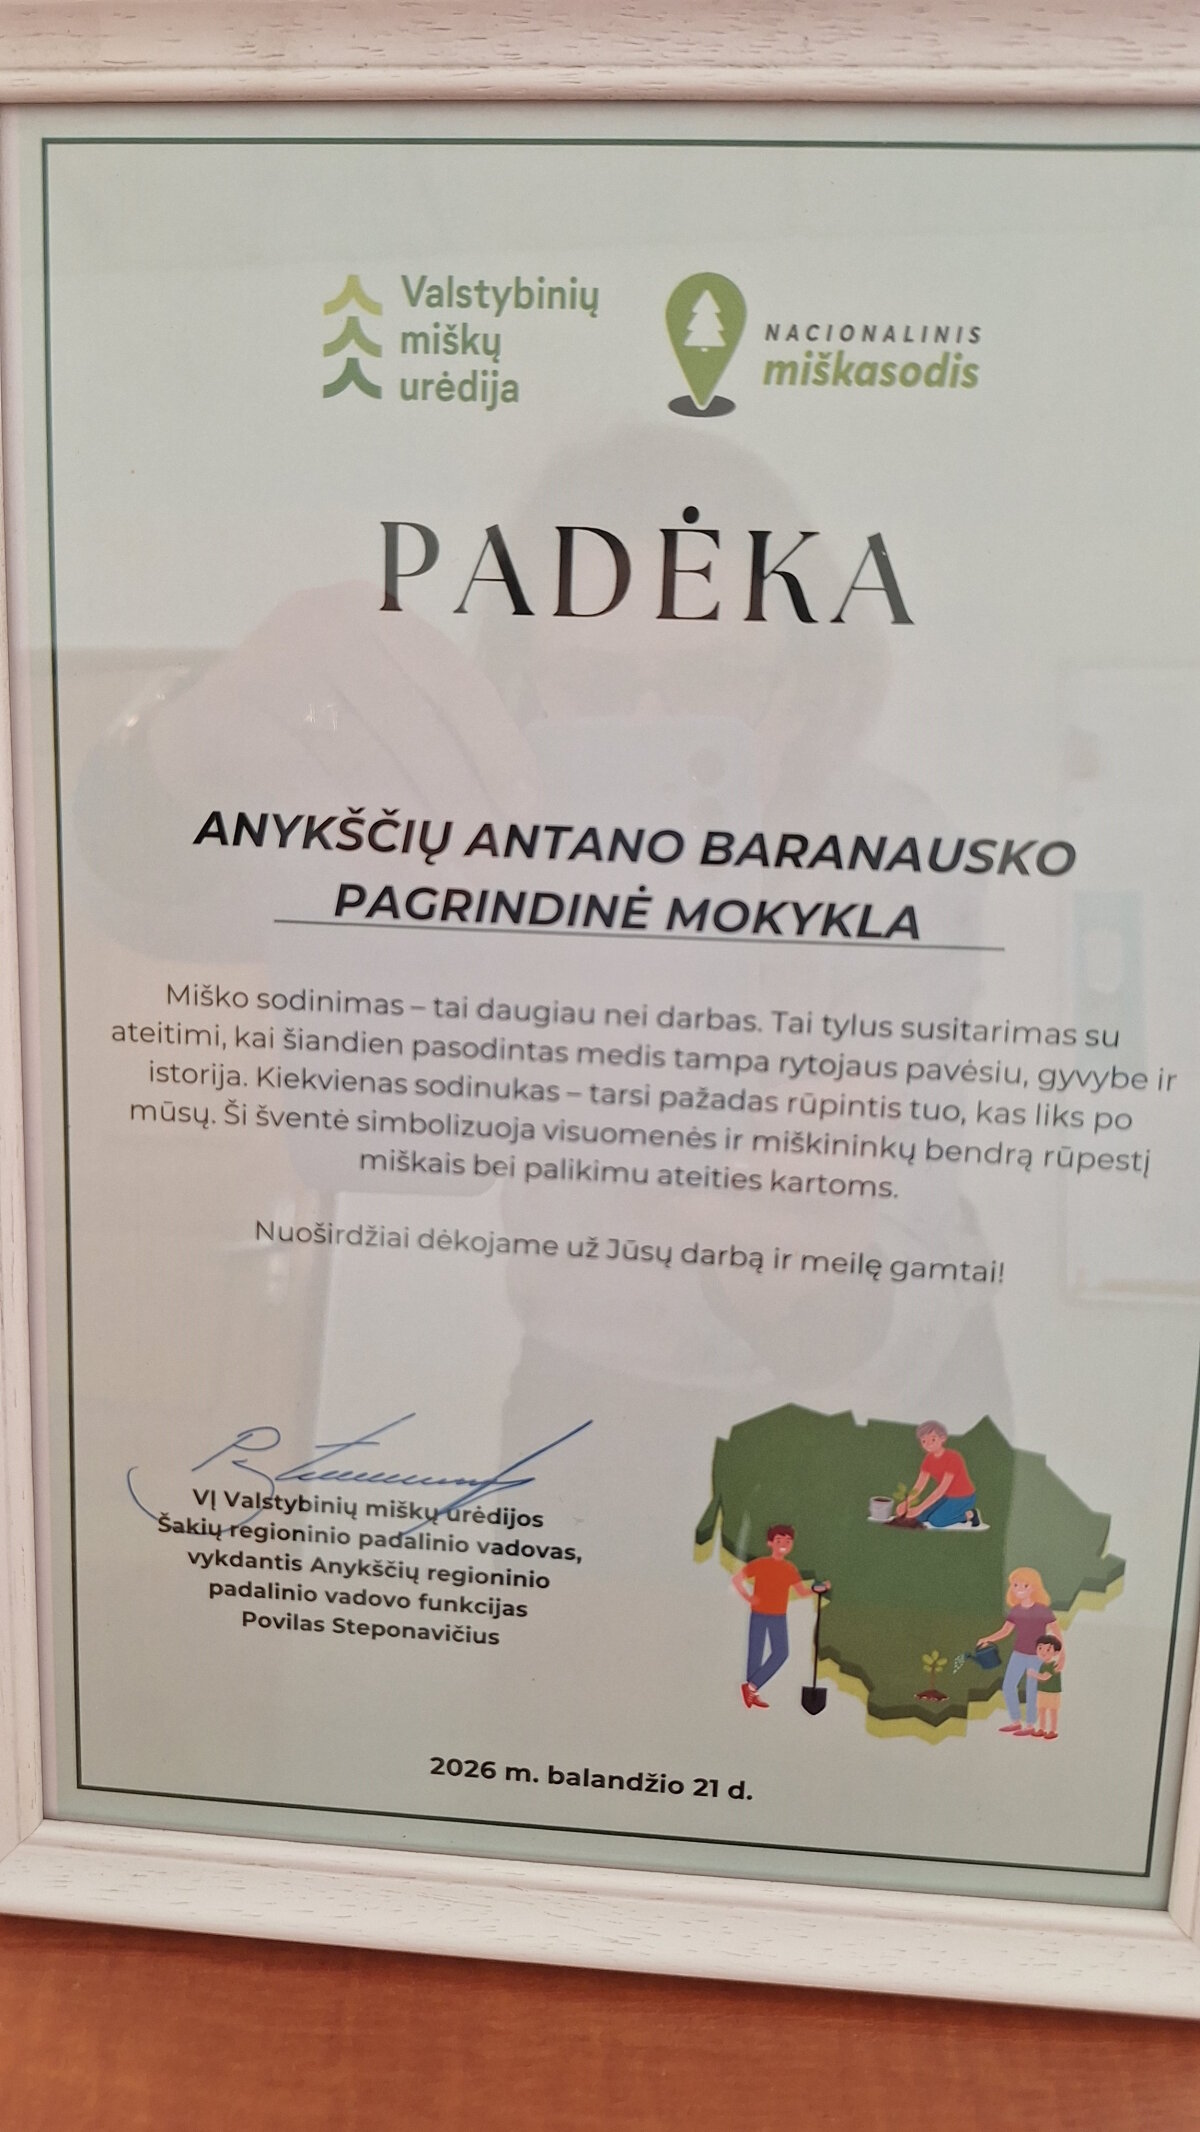 Valstybinių
miškų
urėdija
NACIONALINIS
miškasodis
PADĖKA
ANYKŠČIŲ ANTANO BARANAUSKO
PAGRINDINĖ MOKYKLA
Miško sodinimas – tai daugiau nei darbas. Tai tylus susitarimas su
ateitimi, kai šiandien pasodintas medis tampa rytojaus pavėsiu, gyvybe ir
istorija. Kiekvienas sodinukas – tarsi pažadas rūpintis tuo, kas liks po
mūsų. Ši šventė simbolizuoja visuomenės ir miškininkų bendrą rūpestį
miškais bei palikimu ateities kartoms.
Nuoširdžiai dėkojame už Jūsų darbą ir meilę gamtai!
VĮ Valstybinių miškų urėdijos
Šakių regioninio padalinio vadovas,
vykdantis Anykščių regioninio
padalinio vadovo funkcijas
Povilas Steponavičius
2026 m. balandžio 21 d.